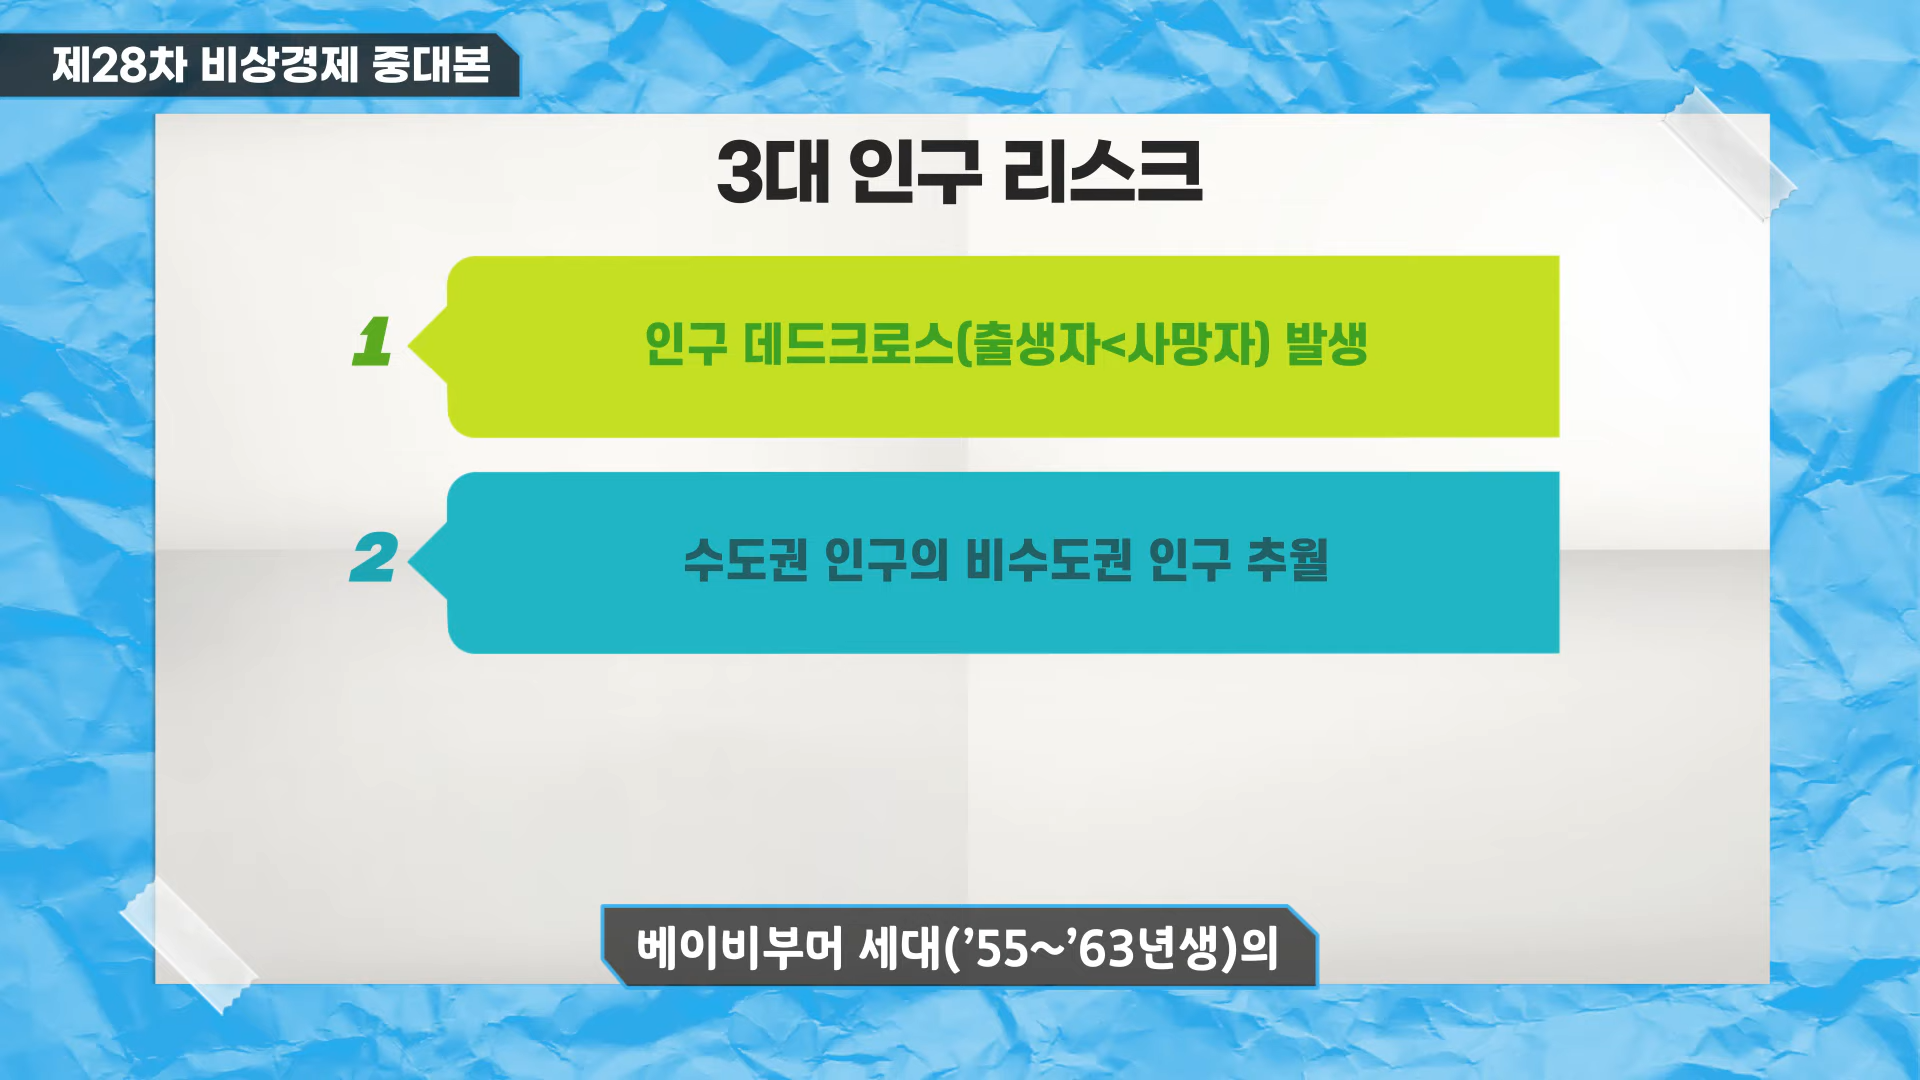 제28차 비상경제 중대본
3대 인구 리스크
1
인구 데드크로스(출생자<사망자) 발생
2
수도권 인구의 비수도권 인구 추월
베이비부머 세대(’55~’63년생)의